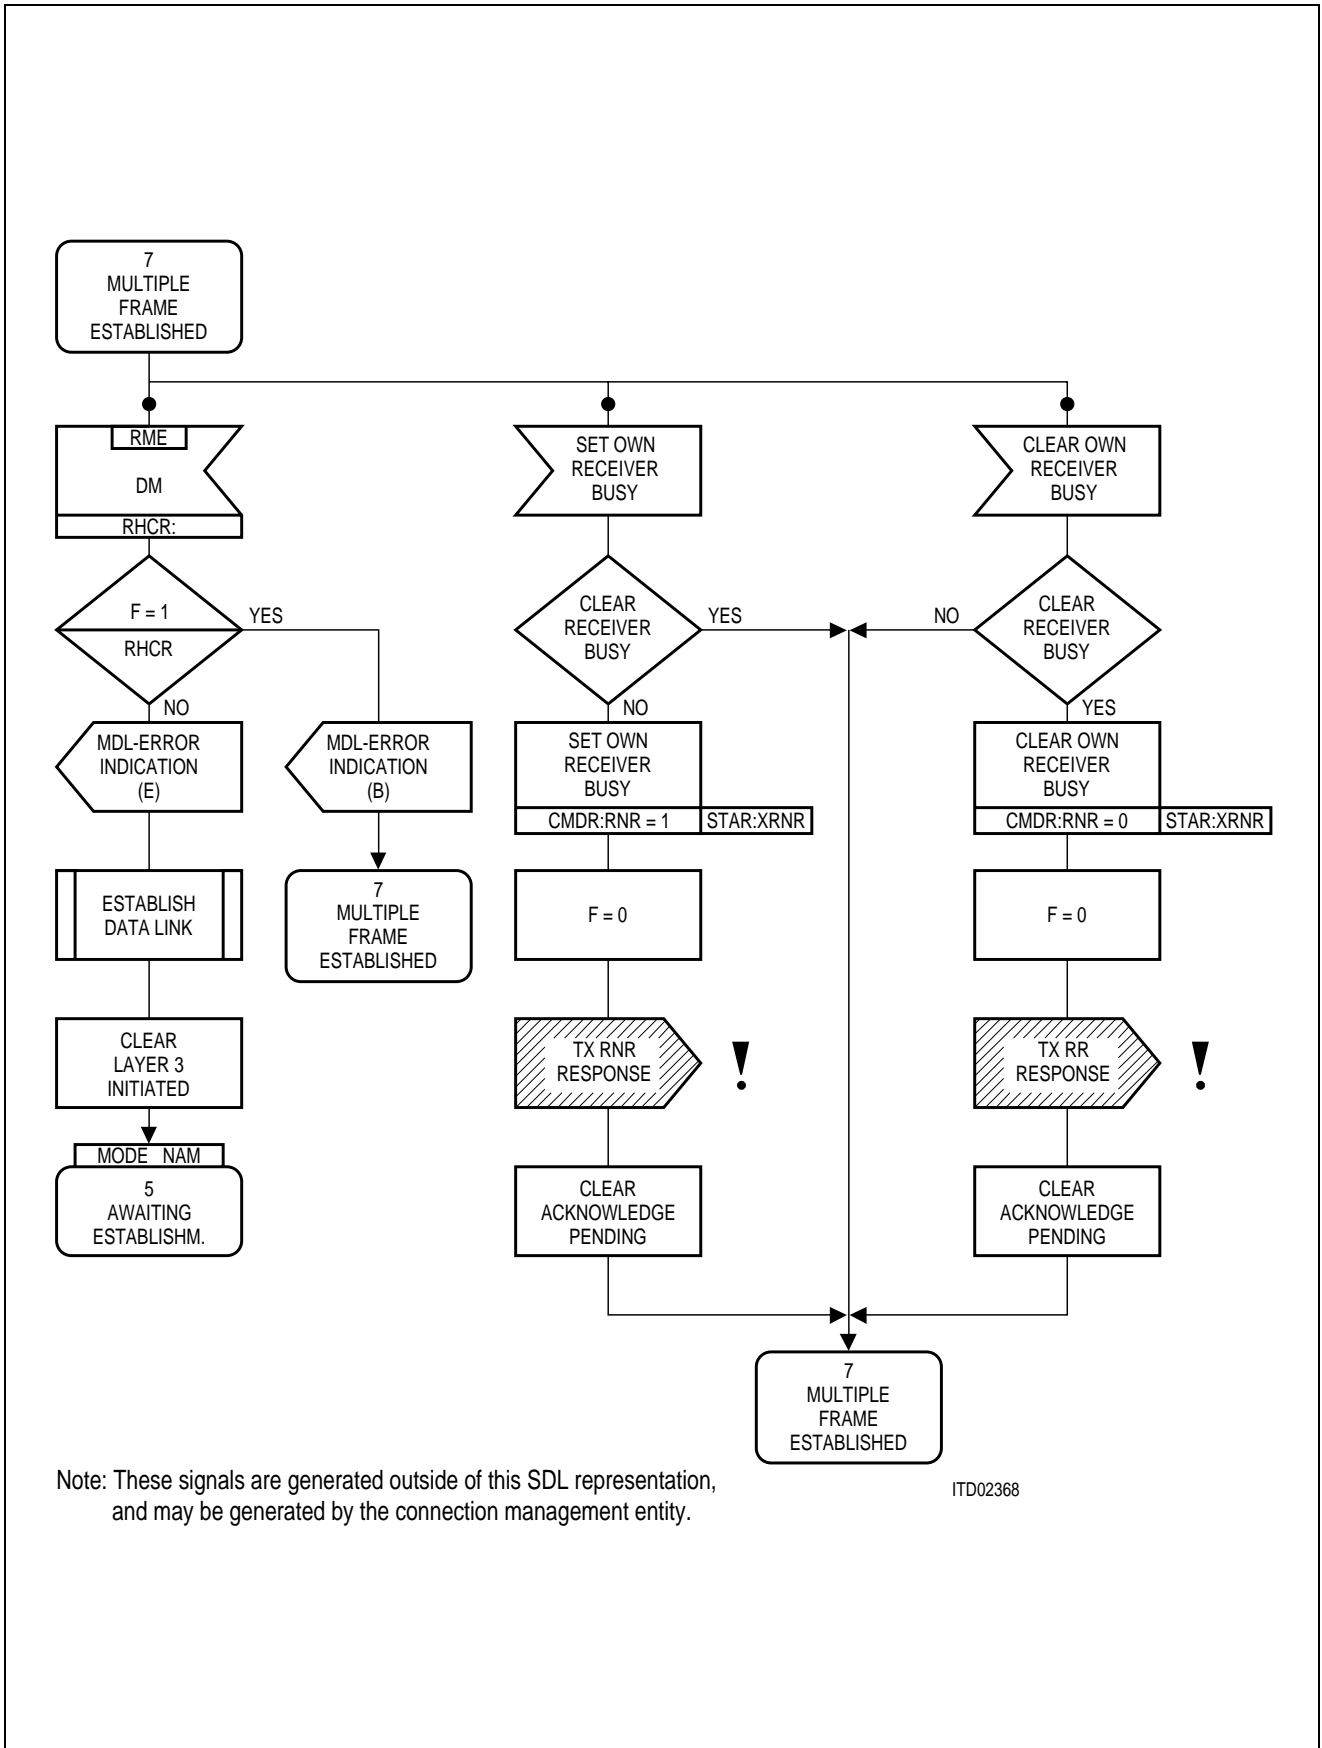 7
MULTIPLE
FRAME
ESTABLISHED
RME
DM
RHCR:
F = 1
RHCR
YES
NO
MDL-ERROR
INDICATION
(E)
ESTABLISH
DATA LINK
CLEAR
LAYER 3
INITIATED
MODE NAM
5
AWAITING
ESTABLISHM.
MDL-ERROR
INDICATION
(B)
7
MULTIPLE
FRAME
ESTABLISHED
SET OWN
RECEIVER
BUSY
CLEAR
RECEIVER
BUSY
YES
NO
SET OWN
RECEIVER
BUSY
CMDR:RNR = 1 STAR:XRNR
F = 0
TX RNR
RESPONSE
!
CLEAR
ACKNOWLEDGE
PENDING
CLEAR OWN
RECEIVER
BUSY
NO
CLEAR
RECEIVER
BUSY
YES
CLEAR OWN
RECEIVER
BUSY
CMDR:RNR = 0 STAR:XRNR
F = 0
TX RR
RESPONSE
!
CLEAR
ACKNOWLEDGE
PENDING
7
MULTIPLE
FRAME
ESTABLISHED
Note: These signals are generated outside of this SDL representation,
and may be generated by the connection management entity.
ITD02368